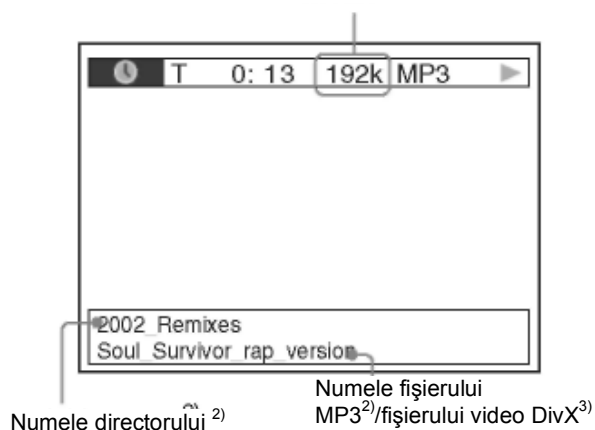 T 0: 13 192k MP3
2002_Remixes
Soul_Survivor_rap_version
Numele directorului 2)
Numele fişierului
MP32)/fişierului video DivX3)